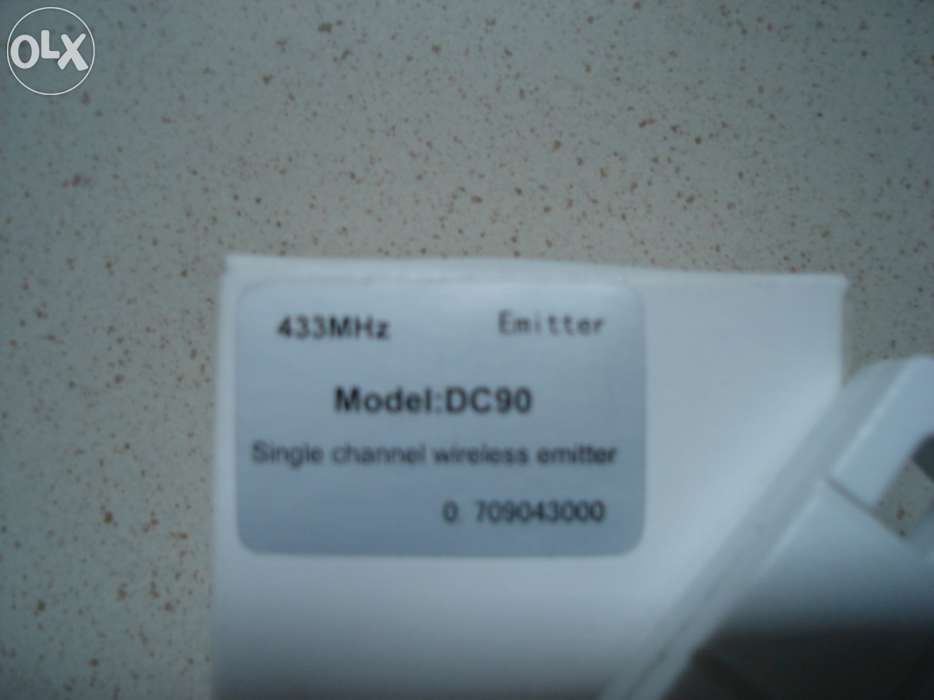 OLX
433MHz Emitter
Model:DC90
Single channel wireless emitter
0: 709043000